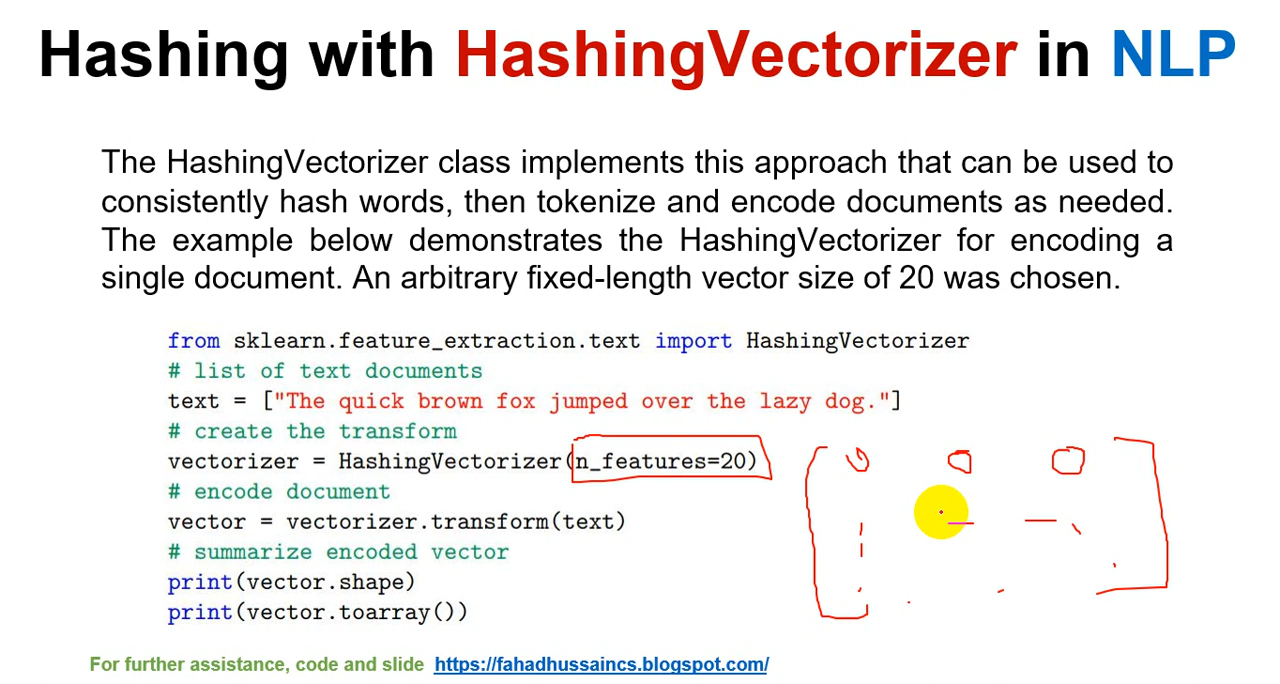 Hashing with HashingVectorizer in NLP
The HashingVectorizer class implements this approach that can be used to
consistently hash words, then tokenize and encode documents as needed.
The example below demonstrates the HashingVectorizer for encoding a
single document. An arbitrary fixed-length vector size of 20 was chosen.
from sklearn.feature_extraction.text import HashingVectorizer
# list of text documents
text = ["The quick brown fox jumped over the lazy dog."]
# create the transform
vectorizer = HashingVectorizer(n_features=20)
# encode document
vector = vectorizer.transform(text)
# summarize encoded vector
print(vector.shape)
print(vector.toarray())
0 0 0
For further assistance, code and slide https://fahadhussaincs.blogspot.com/